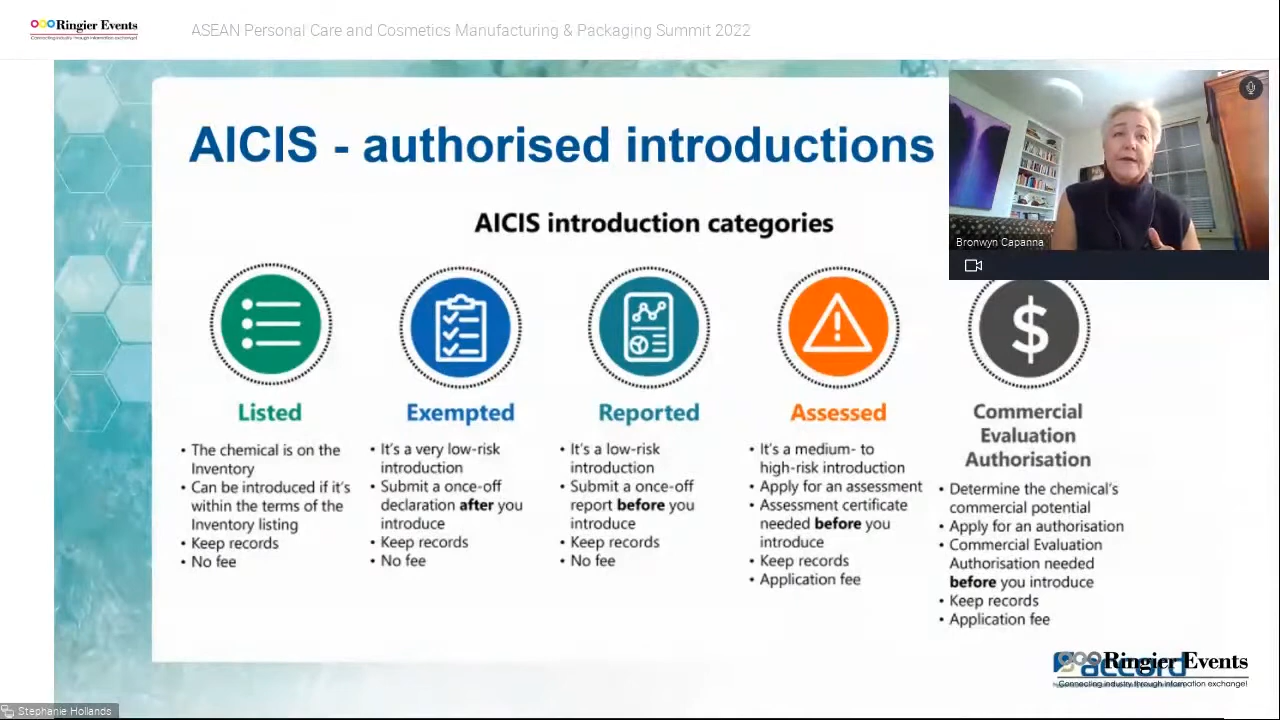 Ringier Events
Connecting industry through information exchange!
ASEAN Personal Care and Cosmetics Manufacturing & Packaging Summit 2022
AICIS - authorised introductions
Bronwyn Capanna
AICIS introduction categories
Listed
• The chemical is on the
Inventory
• Can be introduced if it's
within the terms of the
Inventory listing
• Keep records
• No fee
Exempted
• It's a very low-risk
introduction
• Submit a once-off
declaration after you
introduce
• Keep records
• No fee
Reported
• It's a low-risk
introduction
• Submit a once-off
report before you
introduce
• Keep records
• No fee
Assessed
• It's a medium- to
high-risk introduction
• Apply for an assessment
• Assessment certificate
needed before you
introduce
• Keep records
• Application fee
$
Commercial
Evaluation
Authorisation
• Determine the chemical's
commercial potential
• Apply for an authorisation
• Commercial Evaluation
Authorisation needed
before you introduce
• Keep records
• Application fee
accord
Ringier Events
Connecting industry through information exchange!
Stephanie Hollands